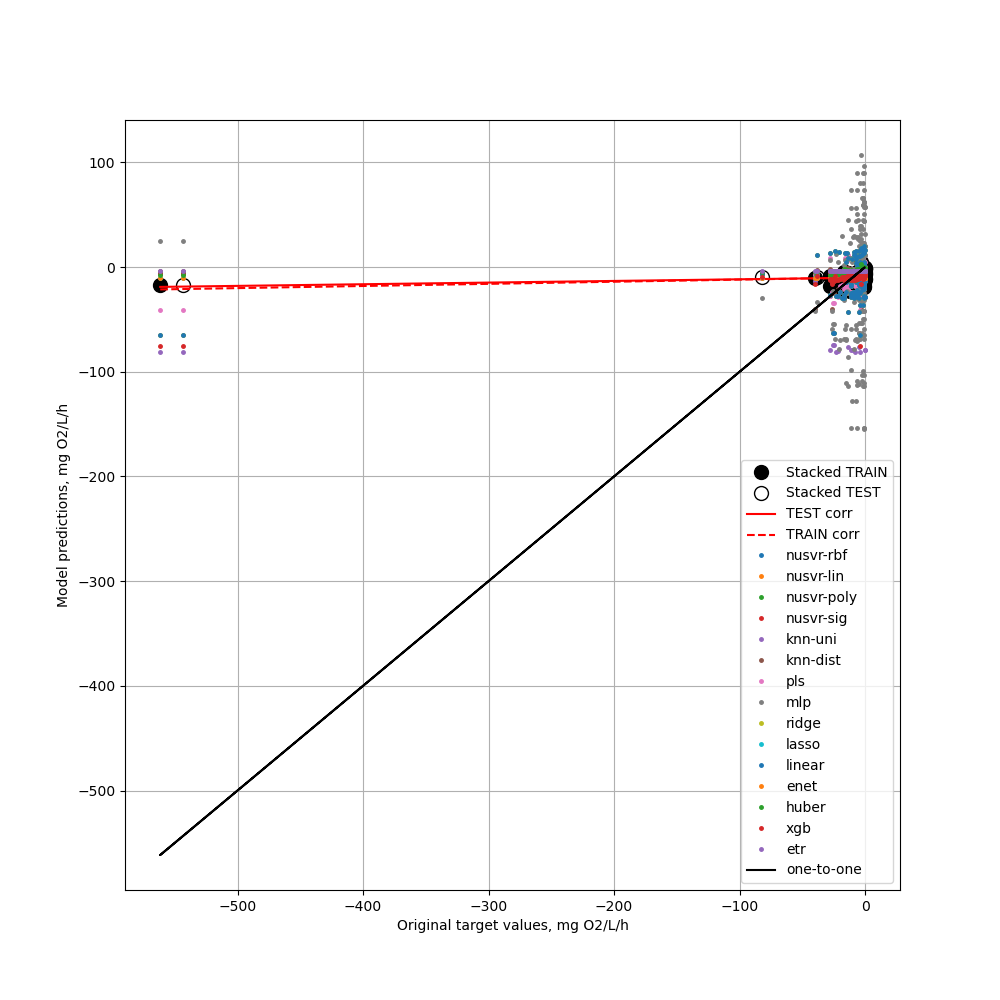 100
0
−100
−200
−300
−400
−500
Model predictions, mg O2/L/h
Stacked TRAIN
Stacked TEST
TEST corr
TRAIN corr
nusvr-rbf
nusvr-lin
nusvr-poly
nusvr-sig
knn-uni
knn-dist
pls
mlp
ridge
lasso
linear
enet
huber
xgb
etr
one-to-one
−500 −400 −300 −200 −100 0
Original target values, mg O2/L/h